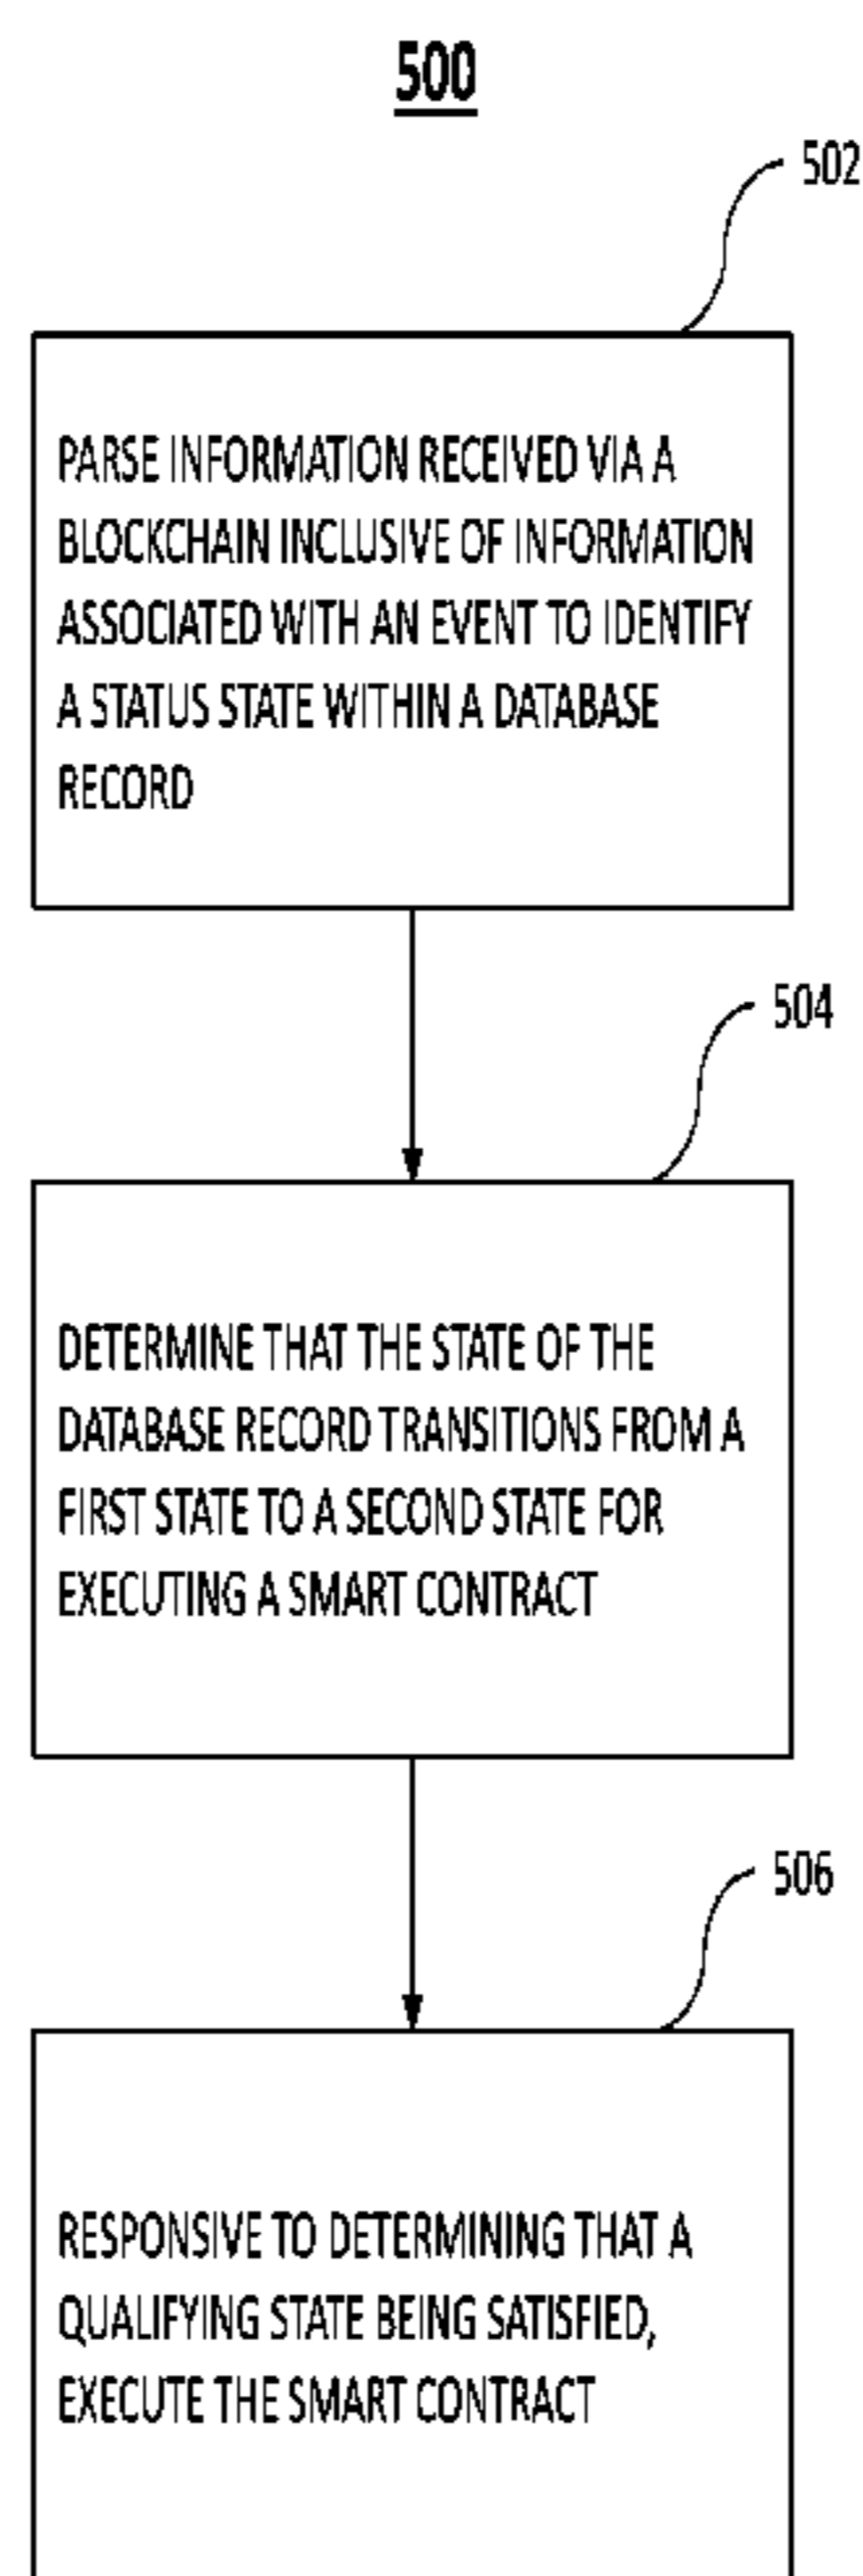 500
502
PARSE INFORMATION RECEIVED VIA A
BLOCKCHAIN INCLUSIVE OF INFORMATION
ASSOCIATED WITH AN EVENT TO IDENTIFY
A STATUS STATE WITHIN A DATABASE
RECORD
504
DETERMINE THAT THE STATE OF THE
DATABASE RECORD TRANSITIONS FROM A
FIRST STATE TO A SECOND STATE FOR
EXECUTING A SMART CONTRACT
506
RESPONSIVE TO DETERMINING THAT A
QUALIFYING STATE BEING SATISFIED,
EXECUTE THE SMART CONTRACT